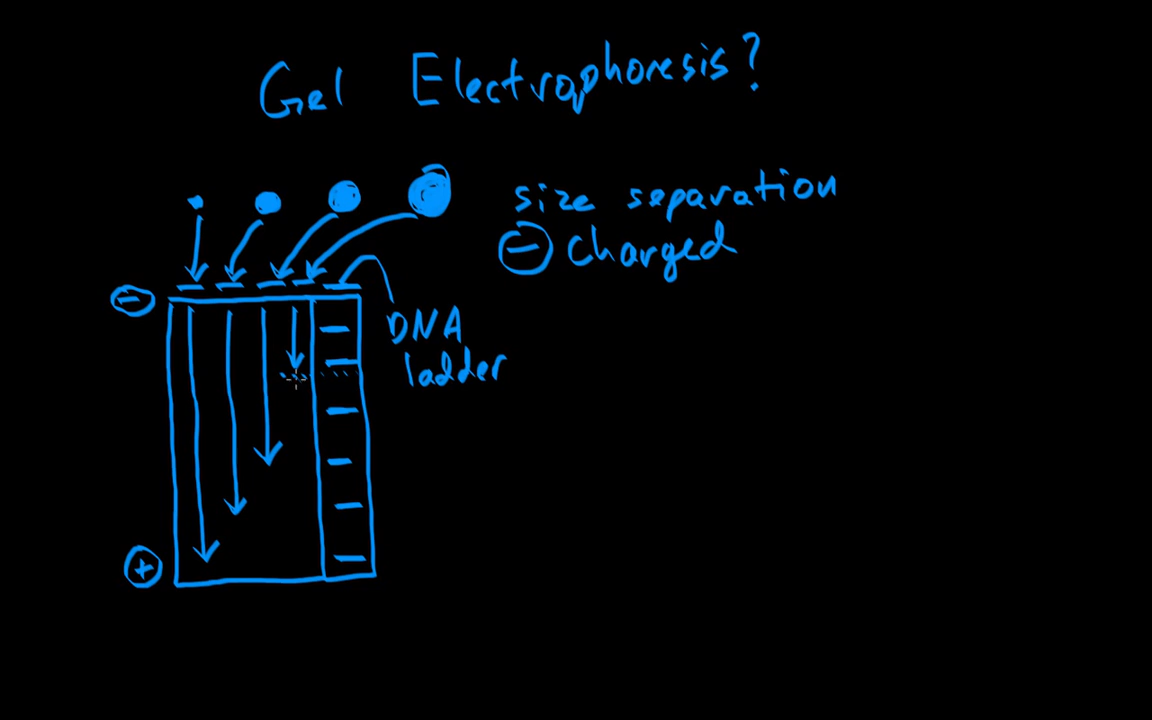 Gel Electrophoresis?
size separation
⊖ charged
⊖
DNA
ladder
⊕